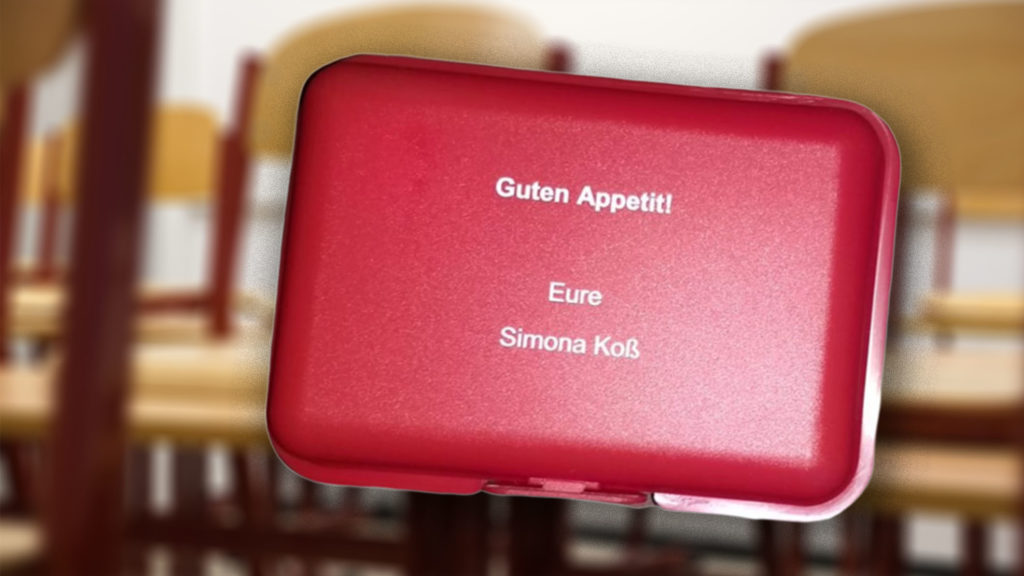 Guten Appetit!
Eure
Simona Koß